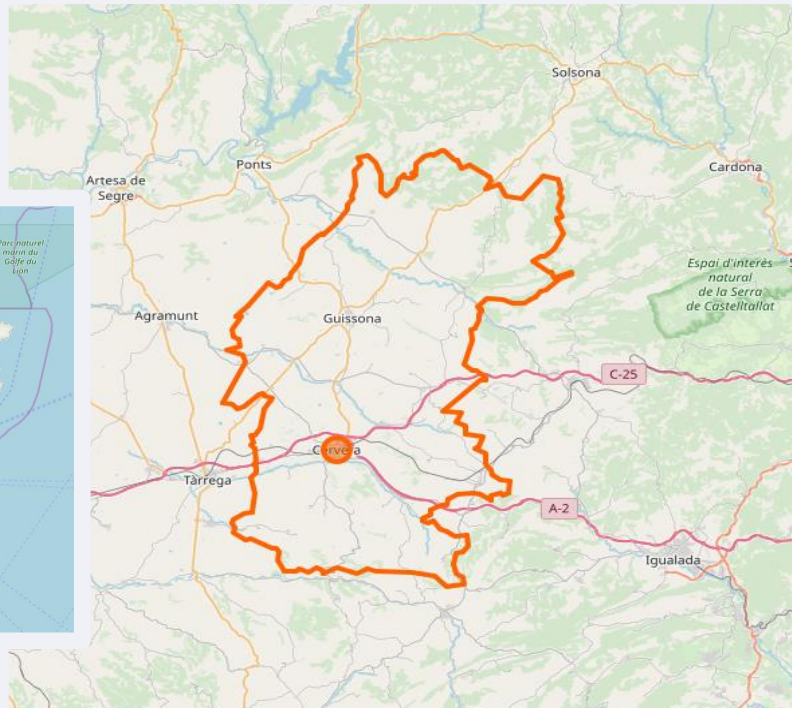 Solsona
Ponts
Cardona
Artesa de
Segre
Parc naturel
marin du
Golfe du
Lion
Espai d'interès
natural
de la Serra
de Castelltallat
Agramunt
Guissona
C-25
Cervera
Tàrrega
A-2
Igualada